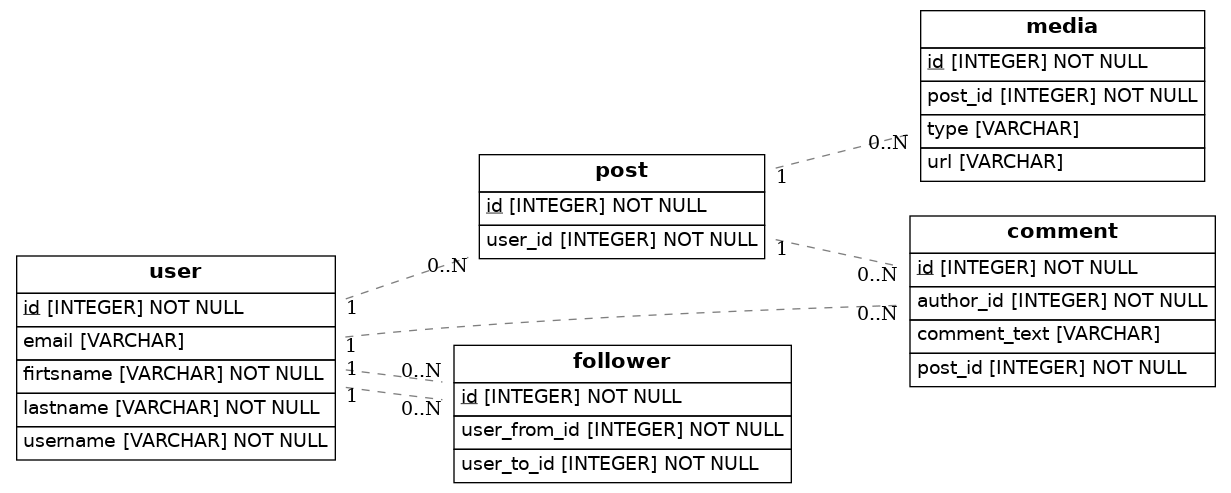 media
id [INTEGER] NOT NULL
post_id [INTEGER] NOT NULL
type [VARCHAR]
url [VARCHAR]
0..N
1
post
id [INTEGER] NOT NULL
user_id [INTEGER] NOT NULL
1
0..N
comment
id [INTEGER] NOT NULL
author_id [INTEGER] NOT NULL
comment_text [VARCHAR]
post_id [INTEGER] NOT NULL
0..N
0..N
user
id [INTEGER] NOT NULL
email [VARCHAR]
firtsname [VARCHAR] NOT NULL
lastname [VARCHAR] NOT NULL
username [VARCHAR] NOT NULL
1
1
1
1
0..N
0..N
follower
id [INTEGER] NOT NULL
user_from_id [INTEGER] NOT NULL
user_to_id [INTEGER] NOT NULL